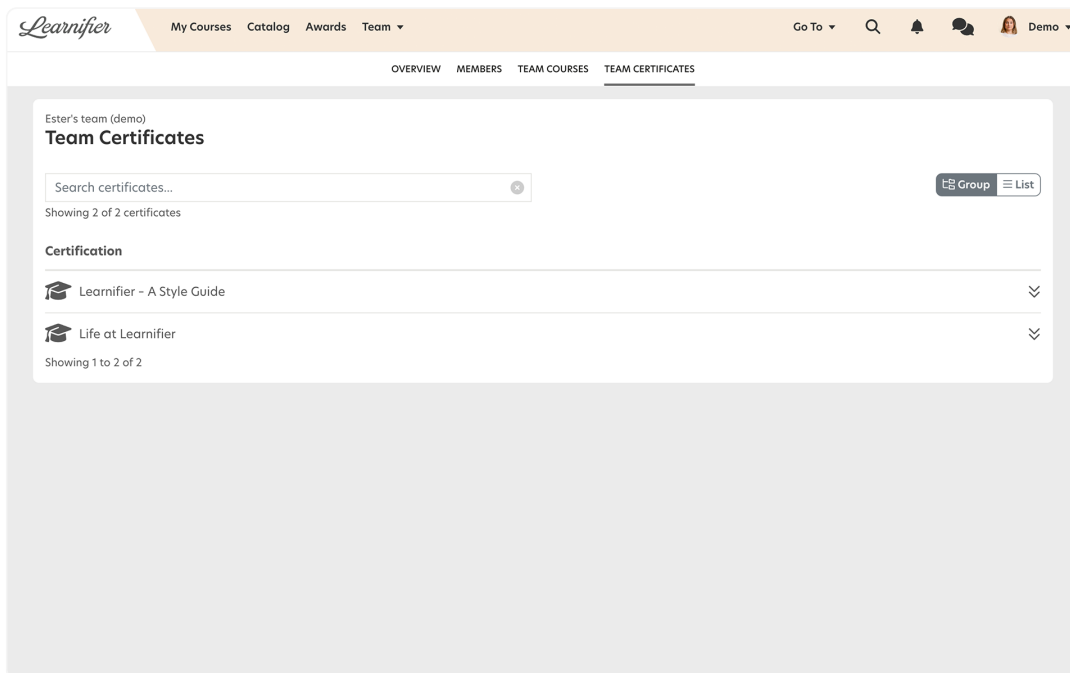 Learnifier
My Courses Catalog Awards Team Go To Demo
OVERVIEW MEMBERS TEAM COURSES TEAM CERTIFICATES
Ester's team (demo)
Team Certificates
Search certificates... Group List
Showing 2 of 2 certificates
Certification
Learnifier – A Style Guide
Life at Learnifier
Showing 1 to 2 of 2